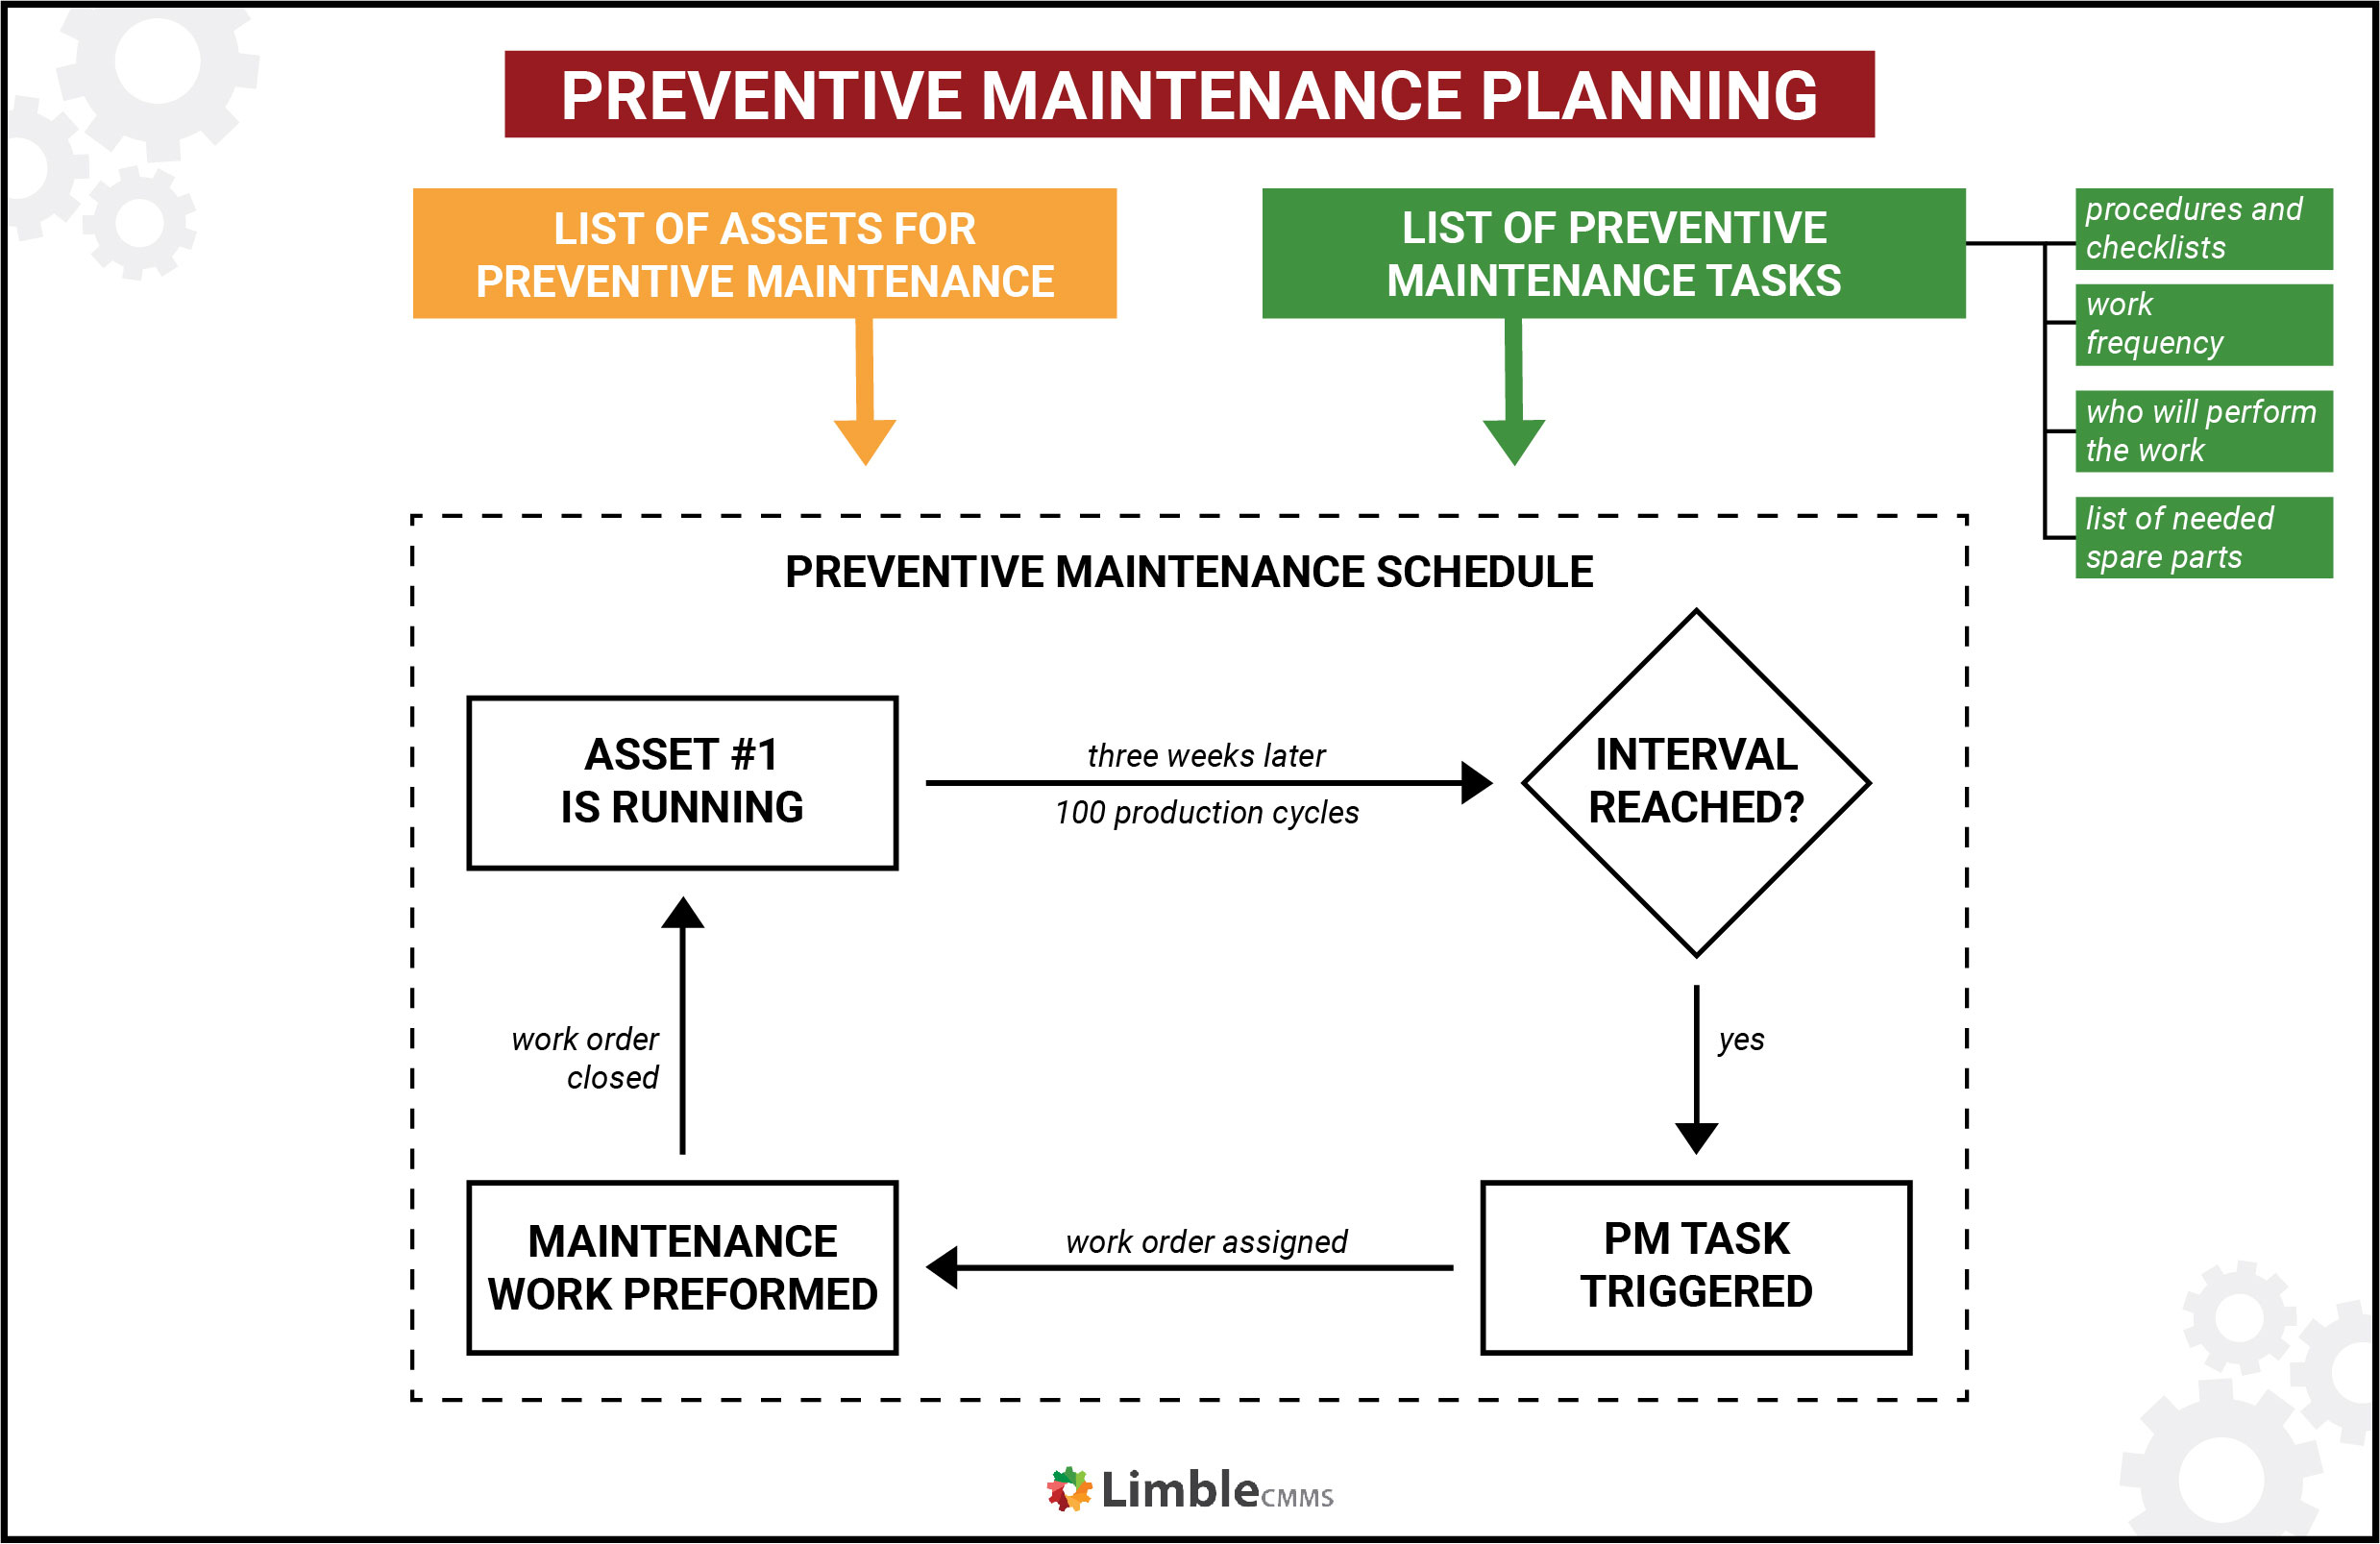 PREVENTIVE MAINTENANCE PLANNING
LIST OF ASSETS FOR
PREVENTIVE MAINTENANCE
LIST OF PREVENTIVE
MAINTENANCE TASKS
procedures and
checklists
work
frequency
who will perform
the work
list of needed
spare parts
PREVENTIVE MAINTENANCE SCHEDULE
ASSET #1
IS RUNNING
three weeks later
100 production cycles
INTERVAL
REACHED?
yes
PM TASK
TRIGGERED
work order assigned
MAINTENANCE
WORK PREFORMED
work order
closed
Limble CMMS